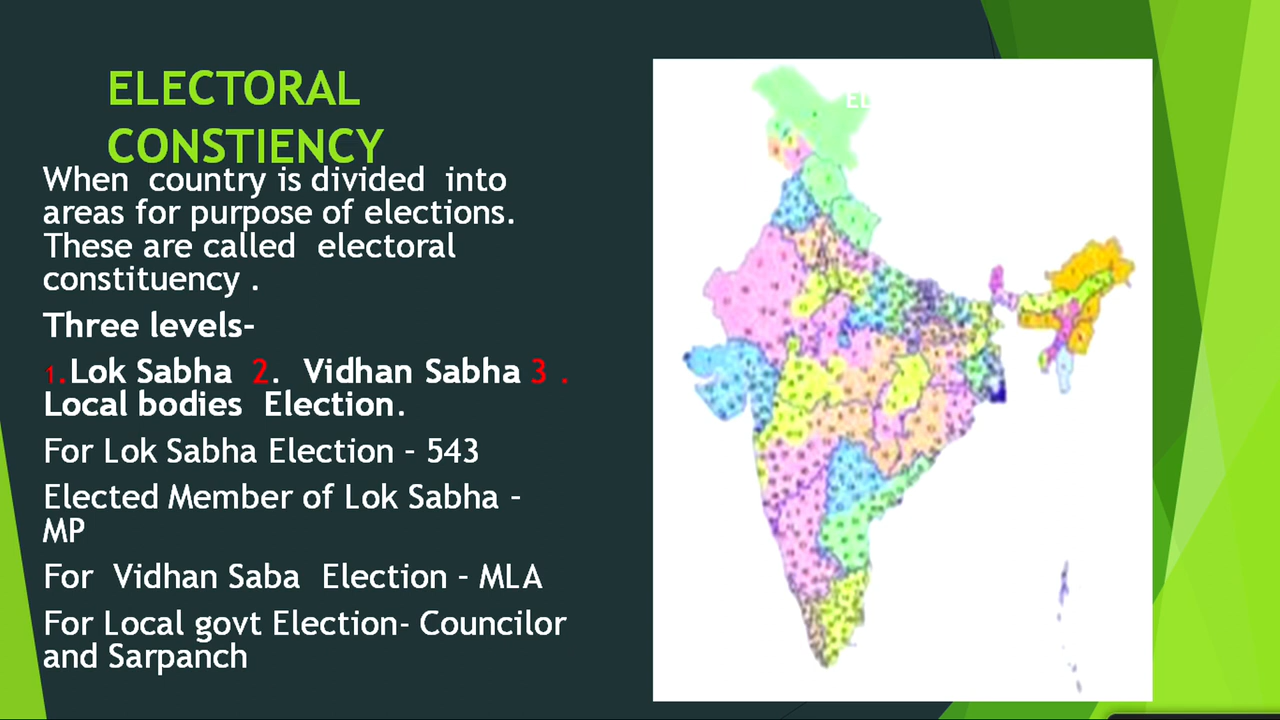 ELECTORAL
CONSTIENCY
When country is divided into
areas for purpose of elections.
These are called electoral
constituency .
Three levels-
1.Lok Sabha 2. Vidhan Sabha 3 .
Local bodies Election.
For Lok Sabha Election – 543
Elected Member of Lok Sabha –
MP
For Vidhan Saba Election – MLA
For Local govt Election- Councilor
and Sarpanch